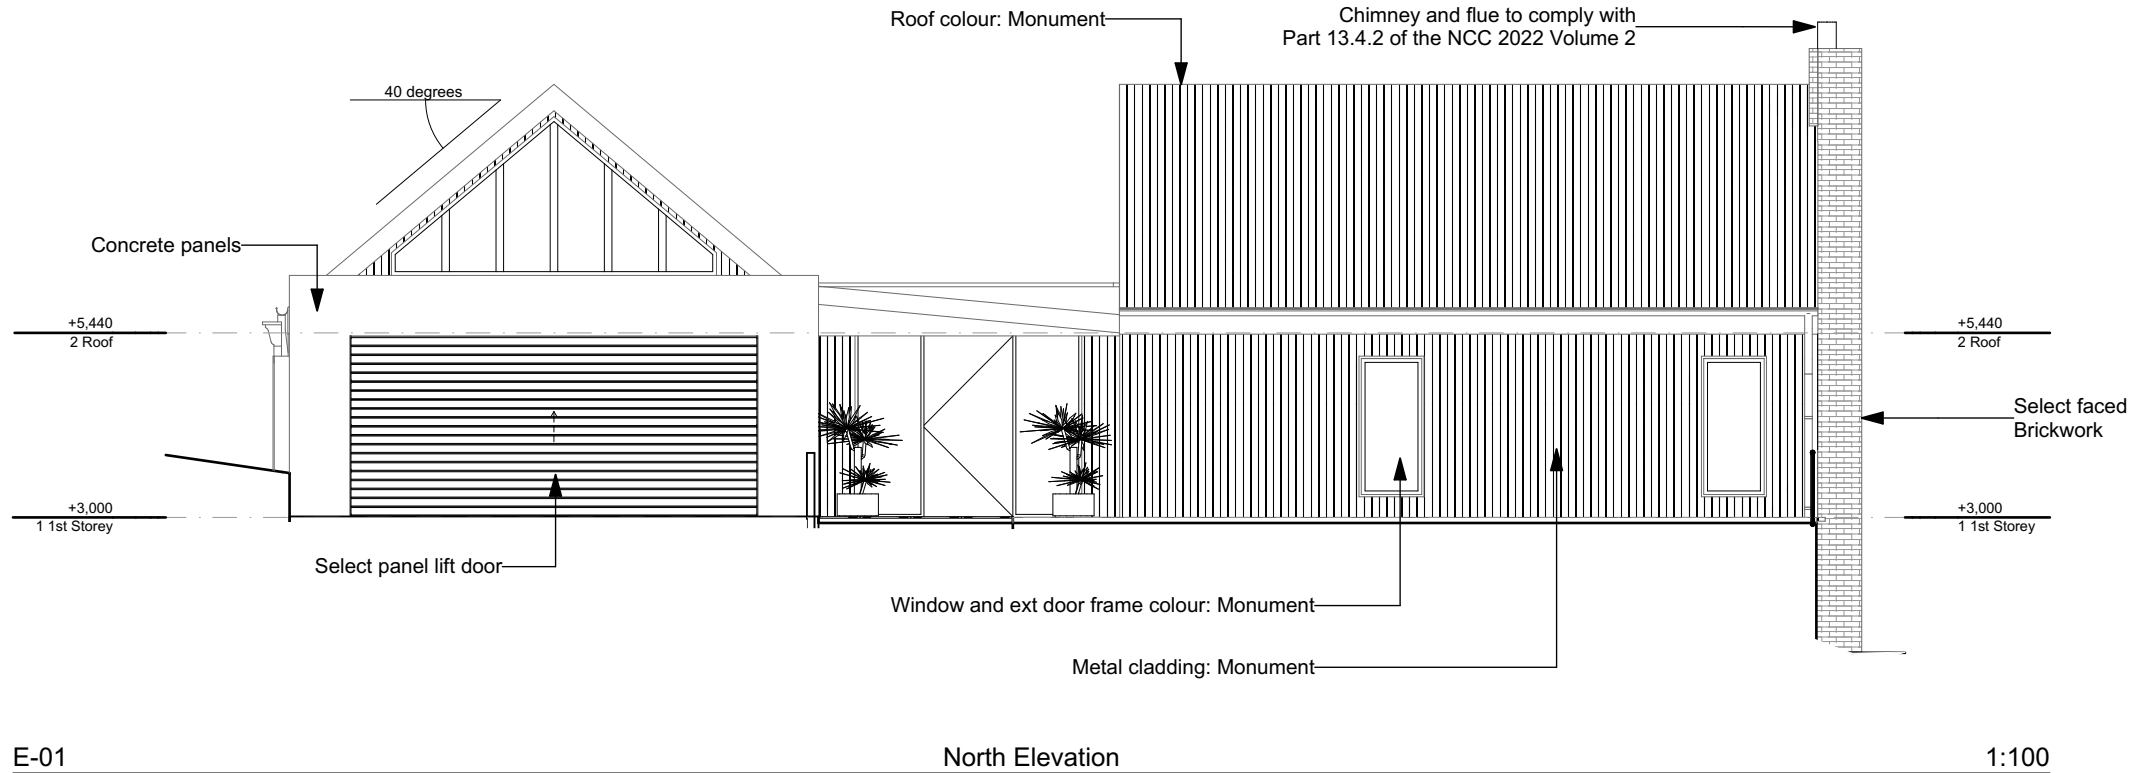 Roof colour: Monument
Chimney and flue to comply with
Part 13.4.2 of the NCC 2022 Volume 2
40 degrees
Concrete panels
+5,440
2 Roof
+5,440
2 Roof
Select faced
Brickwork
+3,000
1 1st Storey
+3,000
1 1st Storey
Select panel lift door
Window and ext door frame colour: Monument
Metal cladding: Monument
E-01
North Elevation
1:100